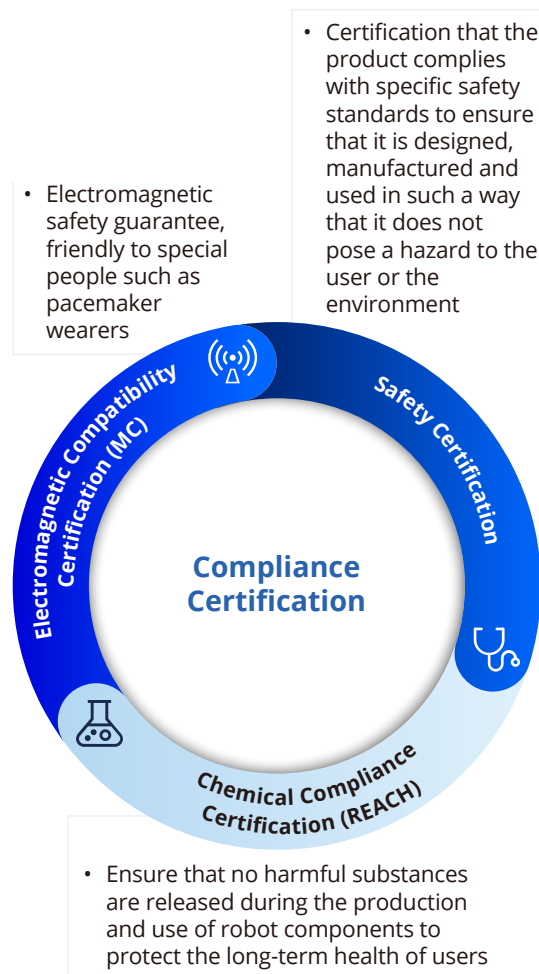 • Certification that the
product complies
with specific safety
standards to ensure
that it is designed,
manufactured and
used in such a way
that it does not
pose a hazard to the
user or the
environment
• Electromagnetic
safety guarantee,
friendly to special
people such as
pacemaker
wearers
Electromagnetic Compatibility
Certification (MC)
Safety Certification
Compliance
Certification
Chemical Compliance
Certification (REACH)
• Ensure that no harmful substances
are released during the production
and use of robot components to
protect the long-term health of users